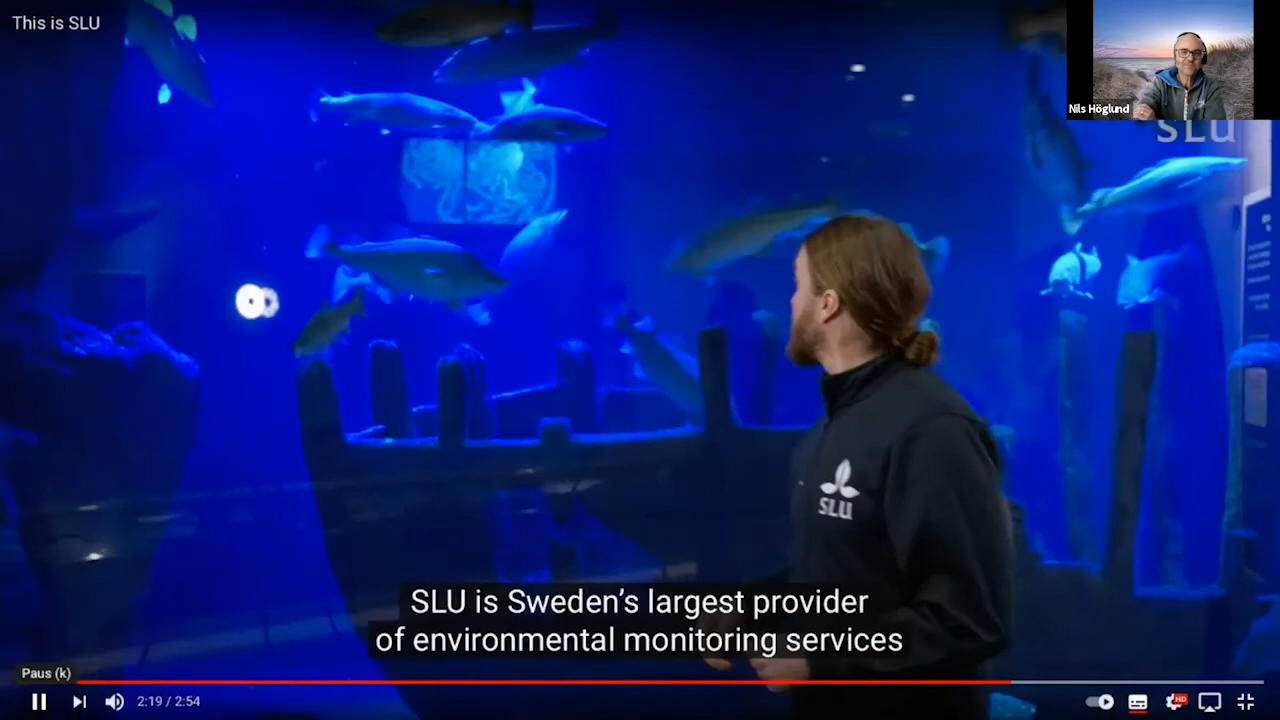 This is SLU
Nils Höglund
SLU
SLU
SLU is Sweden's largest provider
of environmental monitoring services
Paus (k)
2:19 / 2:54
HD